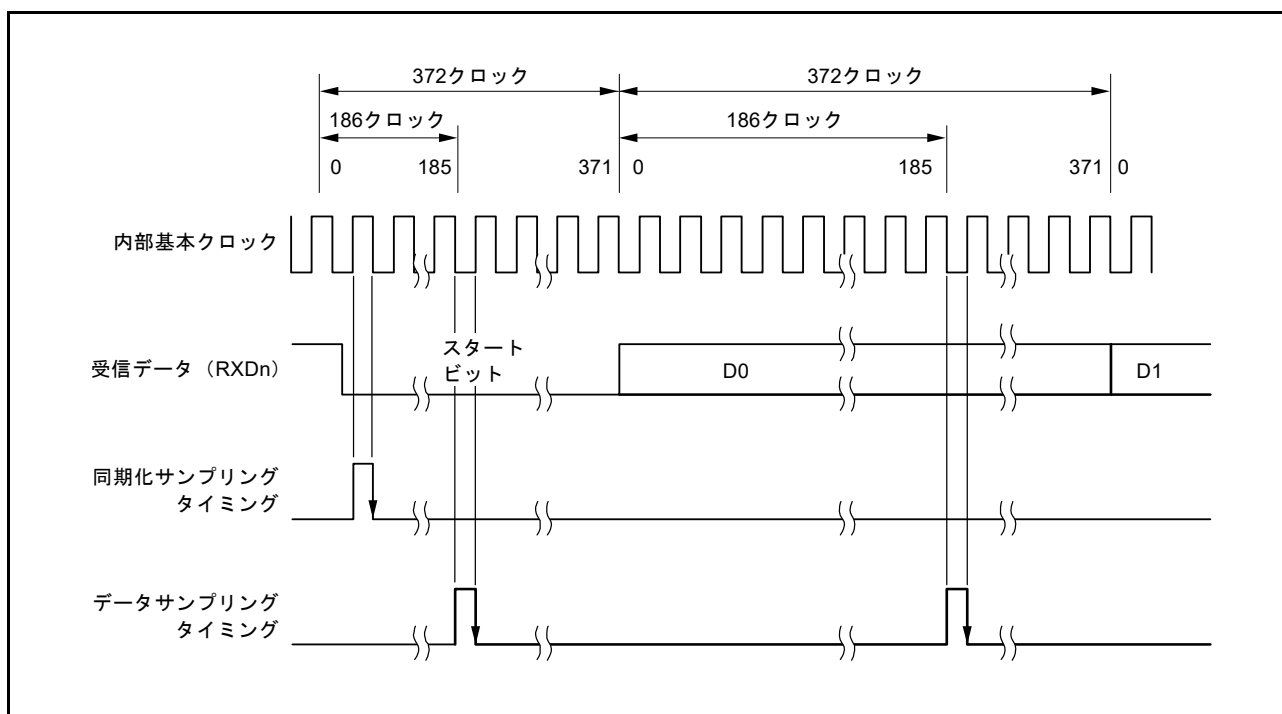 372クロック
372クロック
186クロック
186クロック
0
185
371
0
185
371
0
内部基本クロック
受信データ（RXDn）
スタート
ビット
D0
D1
同期化サンプリング
タイミング
データサンプリング
タイミング